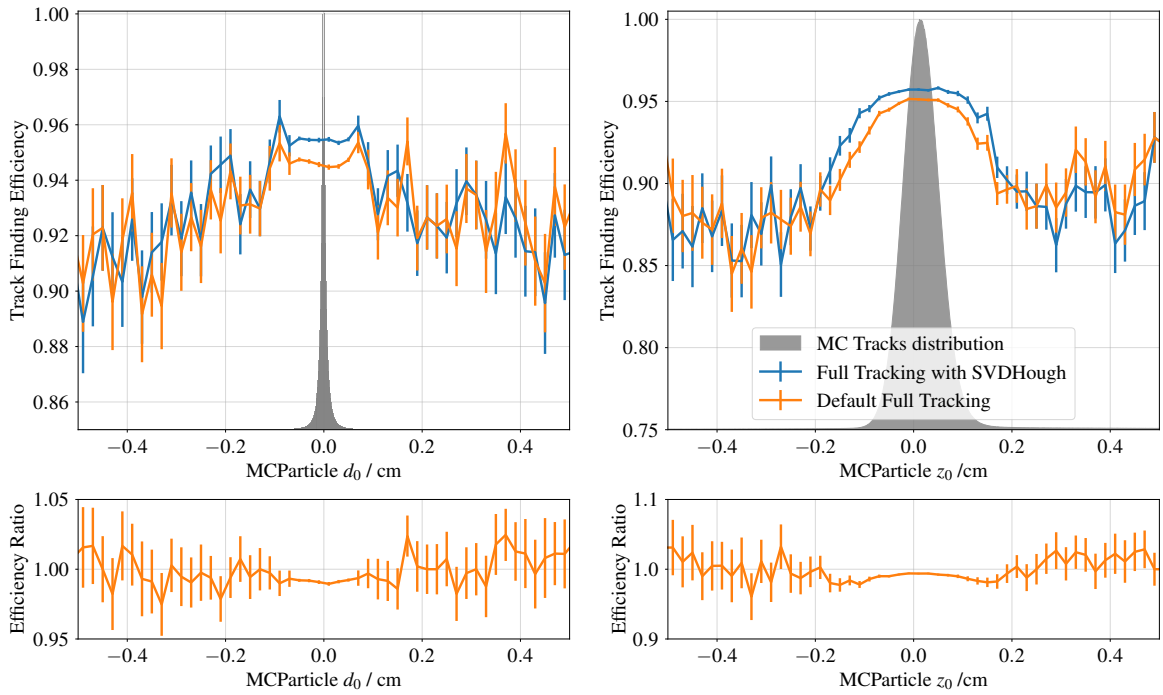 Track Finding Efficiency
1.00
0.98
0.96
0.94
0.92
0.90
0.88
0.86
−0.4 −0.2 0.0 0.2 0.4
MCParticle d0 / cm
Track Finding Efficiency
1.00
0.95
0.90
0.85
0.80
0.75
MC Tracks distribution
Full Tracking with SVDHough
Default Full Tracking
−0.4 −0.2 0.0 0.2 0.4
MCParticle z0 /cm
Efficiency Ratio
1.05
1.00
0.95
−0.4 −0.2 0.0 0.2 0.4
MCParticle d0 / cm
Efficiency Ratio
1.1
1.0
0.9
−0.4 −0.2 0.0 0.2 0.4
MCParticle z0 /cm